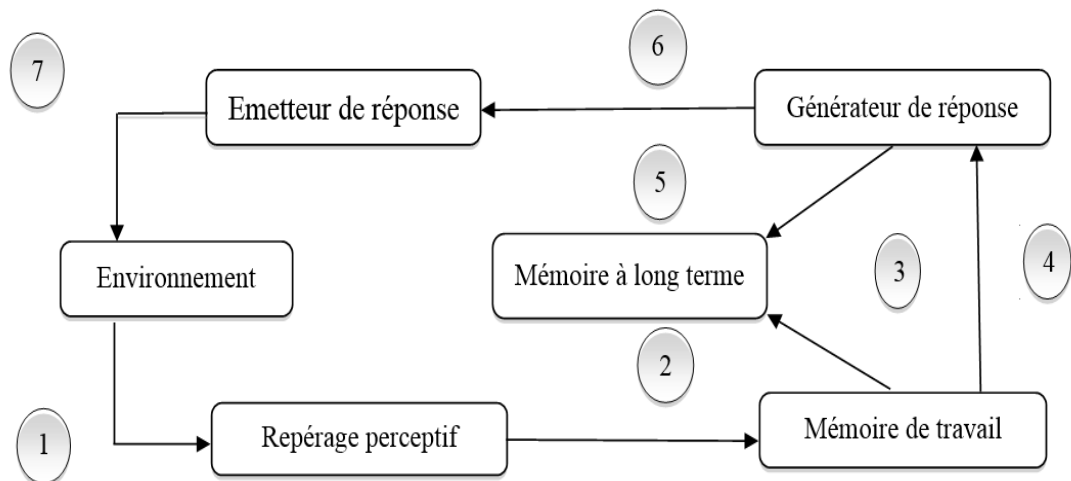 6
7
Emetteur de réponse
Générateur de réponse
5
Environnement
Mémoire à long terme
3
4
2
1
Repérage perceptif
Mémoire de travail